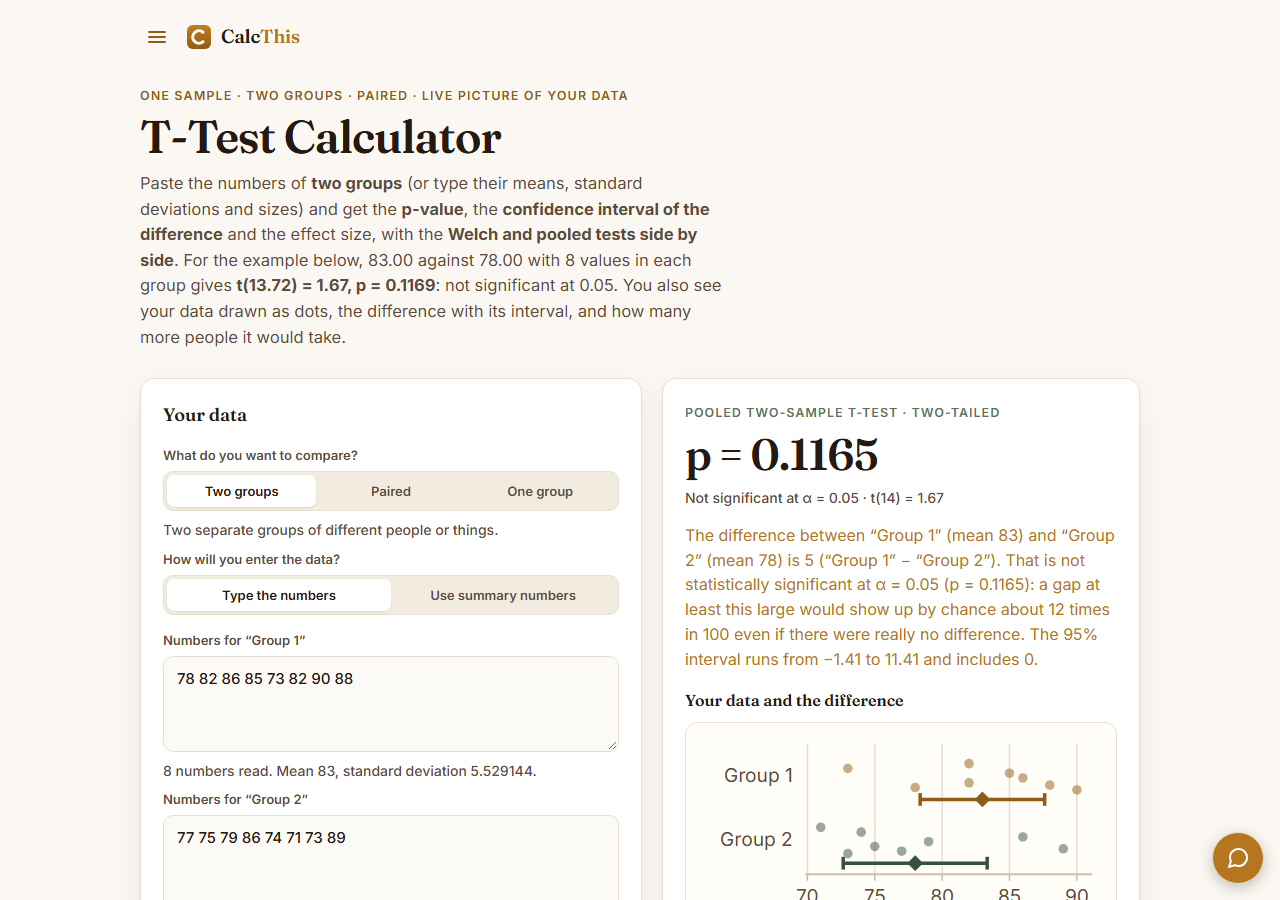 CalcThis
ONE SAMPLE · TWO GROUPS · PAIRED · LIVE PICTURE OF YOUR DATA
T-Test Calculator
Paste the numbers of two groups (or type their means, standard
deviations and sizes) and get the p-value, the confidence interval of the
difference and the effect size, with the Welch and pooled tests side by
side. For the example below, 83.00 against 78.00 with 8 values in each
group gives t(13.72) = 1.67, p = 0.1169: not significant at 0.05. You also see
your data drawn as dots, the difference with its interval, and how many
more people it would take.
Your data
What do you want to compare?
Two groups Paired One group
Two separate groups of different people or things.
How will you enter the data?
Type the numbers Use summary numbers
Numbers for “Group 1”
78 82 86 85 73 82 90 88
8 numbers read. Mean 83, standard deviation 5.529144.
Numbers for “Group 2”
77 75 79 86 74 71 73 89
POOLED TWO-SAMPLE T-TEST · TWO-TAILED
p = 0.1165
Not significant at α = 0.05 · t(14) = 1.67
The difference between “Group 1” (mean 83) and “Group
2” (mean 78) is 5 (“Group 1” − “Group 2”). That is not
statistically significant at α = 0.05 (p = 0.1165): a gap at
least this large would show up by chance about 12 times
in 100 even if there were really no difference. The 95%
interval runs from −1.41 to 11.41 and includes 0.
Your data and the difference
Group 1
Group 2
70 75 80 85 90